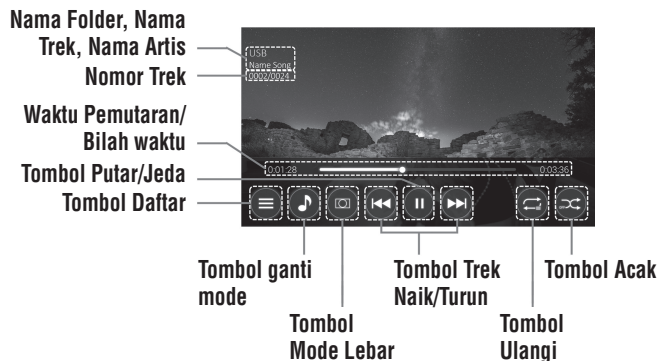 Nama Folder, Nama
Trek, Nama Artis
Nomor Trek
Waktu Pemutaran/
Bilah waktu
Tombol Putar/Jeda
Tombol Daftar
USB
Name Song
0002/0024
0:01:28
0:03:36
Tombol ganti
mode
Tombol
Mode Lebar
Tombol Trek
Naik/Turun
Tombol
Ulangi
Tombol Acak